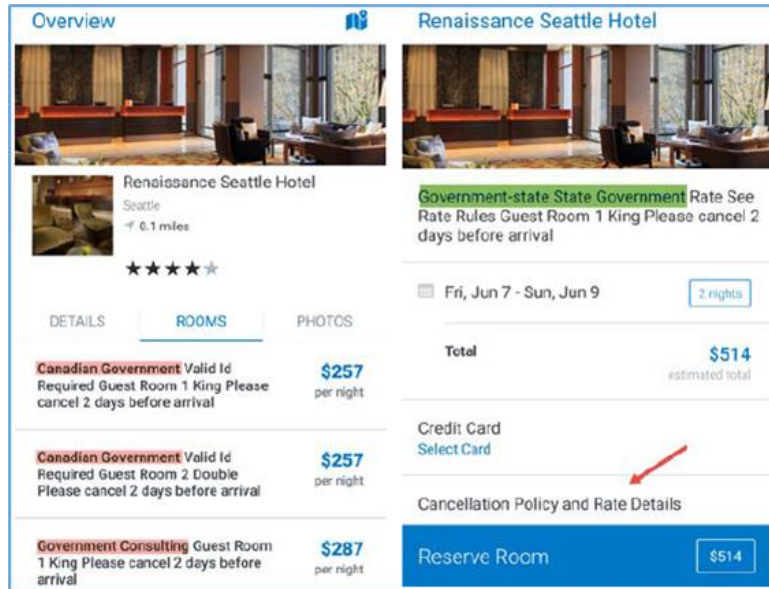 Overview
Renaissance Seattle Hotel
Seattle
0.1 miles
DETAILS
ROOMS
PHOTOS
Canadian Government Valid Id
Required Guest Room 1 King Please
cancel 2 days before arrival
$257
per night
Canadian Government Valid Id
Required Guest Room 2 Double
Please cancel 2 days before arrival
$257
per night
Government Consulting Guest Room
1 King Please cancel 2 days before
arrival
$287
per night
Renaissance Seattle Hotel
Government-state State Government Rate See
Rate Rules Guest Room 1 King Please cancel 2
days before arrival
Fri, Jun 7 - Sun, Jun 9
2 nights
Total
$514
estimated total
Credit Card
Select Card
Cancellation Policy and Rate Details
Reserve Room
$514